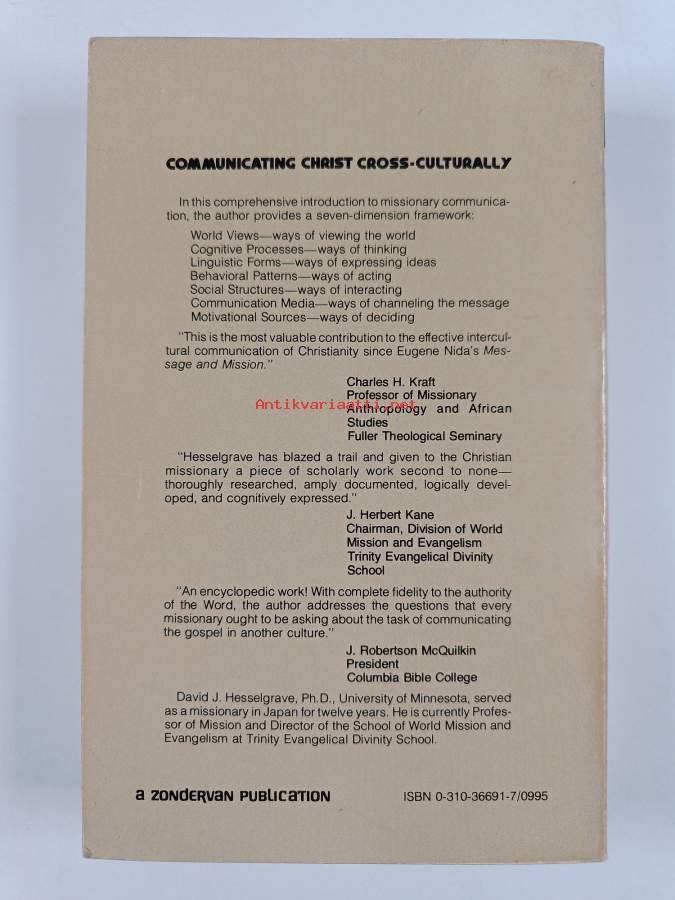 COMMUNICATING CHRIST CROSS-CULTURALLY
In this comprehensive introduction to missionary communica-
tion, the author provides a seven-dimension framework:
World Views—ways of viewing the world
Cognitive Processes—ways of thinking
Linguistic Forms—ways of expressing ideas
Behavioral Patterns—ways of acting
Social Structures—ways of interacting
Communication Media—ways of channeling the message
Motivational Sources—ways of deciding
"This is the most valuable contribution to the effective intercul-
tural communication of Christianity since Eugene Nida's Mes-
sage and Mission."
Charles H. Kraft
Professor of Missionary
Antikvariaatti.net
Anthropology and African
Studies
Fuller Theological Seminary
"Hesselgrave has blazed a trail and given to the Christian
missionary a piece of scholarly work second to none—
thoroughly researched, amply documented, logically devel-
oped, and cognitively expressed."
J. Herbert Kane
Chairman, Division of World
Mission and Evangelism
Trinity Evangelical Divinity
School
"An encyclopedic work! With complete fidelity to the authority
of the Word, the author addresses the questions that every
missionary ought to be asking about the task of communicating
the gospel in another culture."
J. Robertson McQuilkin
President
Columbia Bible College
David J. Hesselgrave, Ph.D., University of Minnesota, served
as a missionary in Japan for twelve years. He is currently Profes-
sor of Mission and Director of the School of World Mission and
Evangelism at Trinity Evangelical Divinity School.
a ZONDERVAN PUBLICATION
ISBN 0-310-36691-7/0995